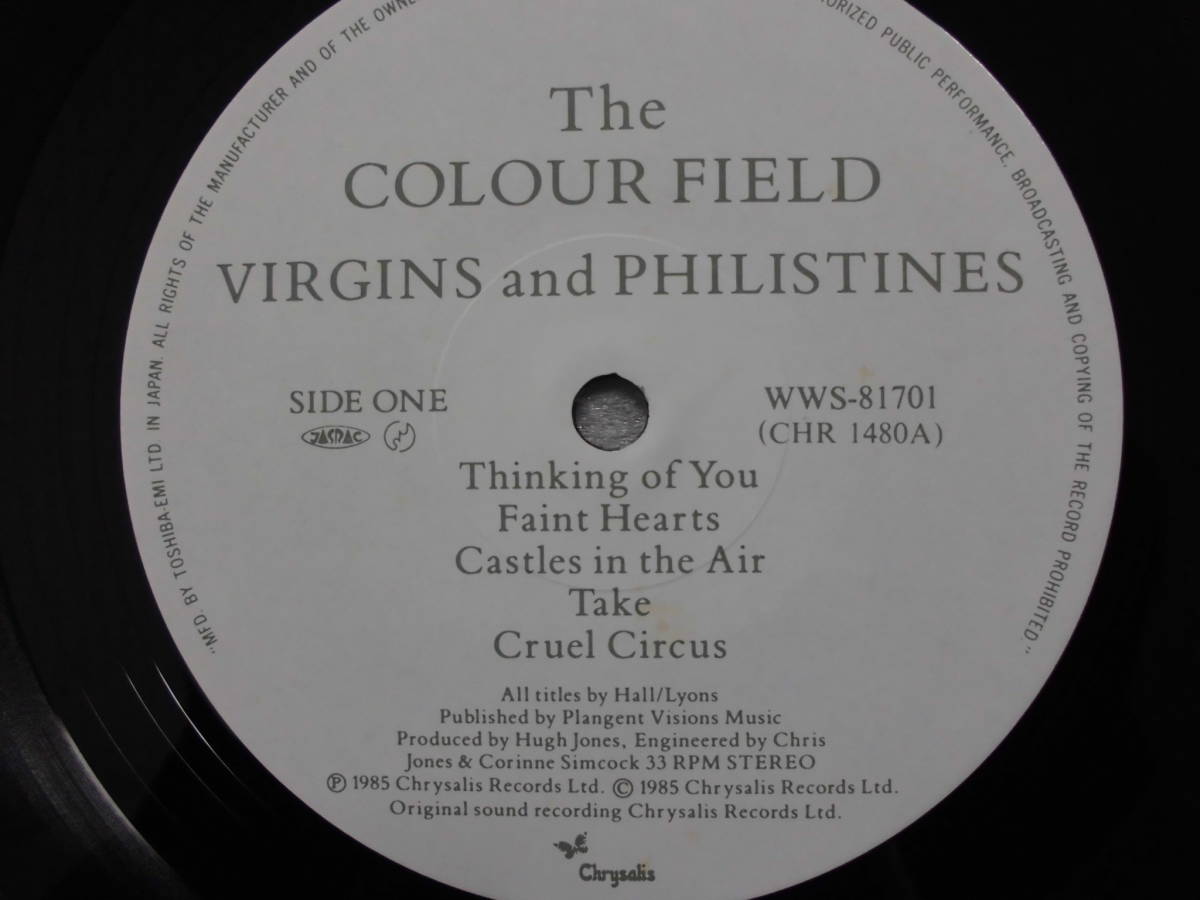 The
COLOUR FIELD
VIRGINS and PHILISTINES
SIDE ONE
WWS-81701
JASRAC
(CHR 1480A)
Thinking of You
Faint Hearts
Castles in the Air
Take
Cruel Circus
All titles by Hall/Lyons
Published by Plangent Visions Music
Produced by Hugh Jones, Engineered by Chris
Jones & Corinne Simcock 33 RPM STEREO
Ⓟ 1985 Chrysalis Records Ltd. © 1985 Chrysalis Records Ltd.
Original sound recording Chrysalis Records Ltd.
Chrysalis
"MFD. BY TOSHIBA-EMI LTD IN JAPAN. ALL RIGHTS OF THE MANUFACTURER AND OF THE OWNE
ORIZED PUBLIC PERFORMANCE, BROADCASTING AND COPYING OF THE RECORD PROHIBITED."